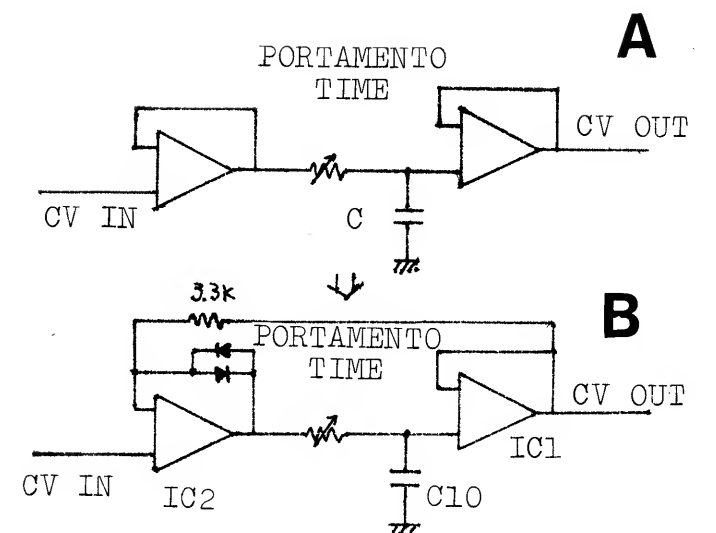 A
PORTAMENTO
TIME
CV OUT
CV IN
C
3.3K
B
PORTAMENTO
TIME
CV OUT
IC1
CV IN
IC2
C10